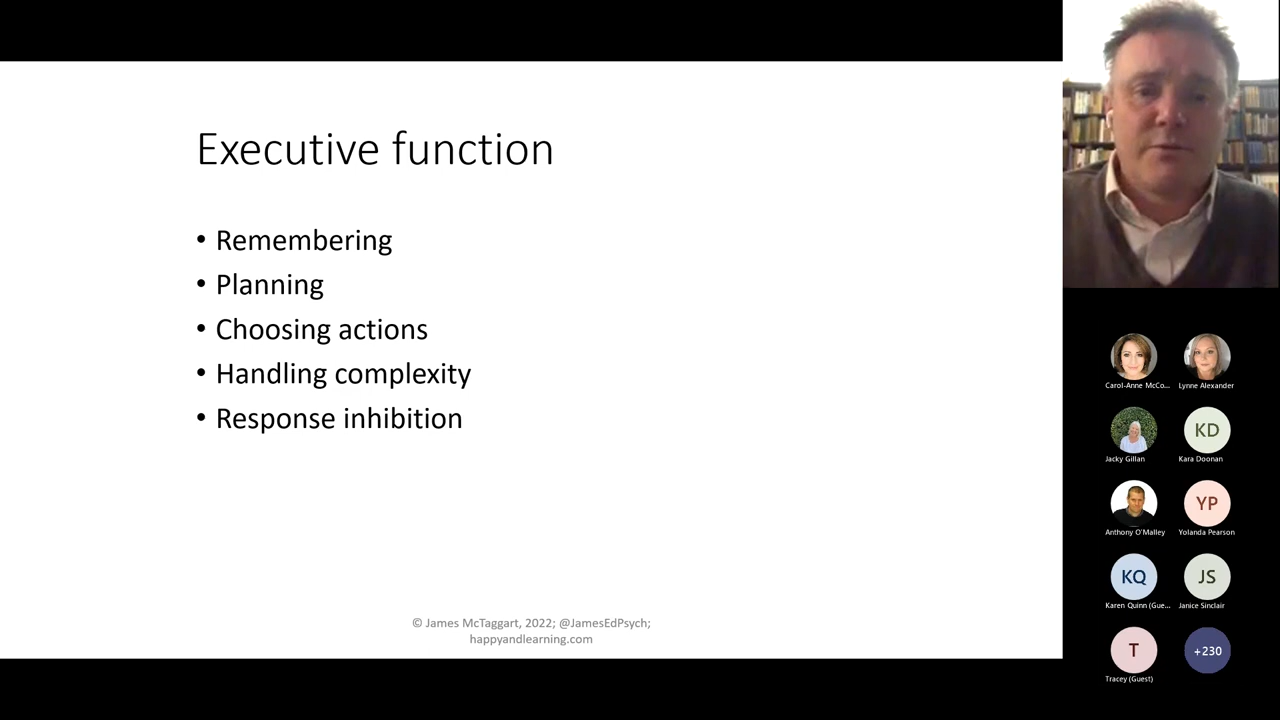 Executive function
• Remembering
• Planning
• Choosing actions
• Handling complexity
• Response inhibition
© James McTaggart, 2022; @JamesEdPsych;
happyandlearning.com
Carol-Anne McCo...
Lynne Alexander
Jacky Gillan
KD
Kara Doonan
Anthony O'Malley
YP
Yolanda Pearson
KQ
Karen Quinn (Gue...
JS
Janice Sinclair
T
Tracey (Guest)
+230